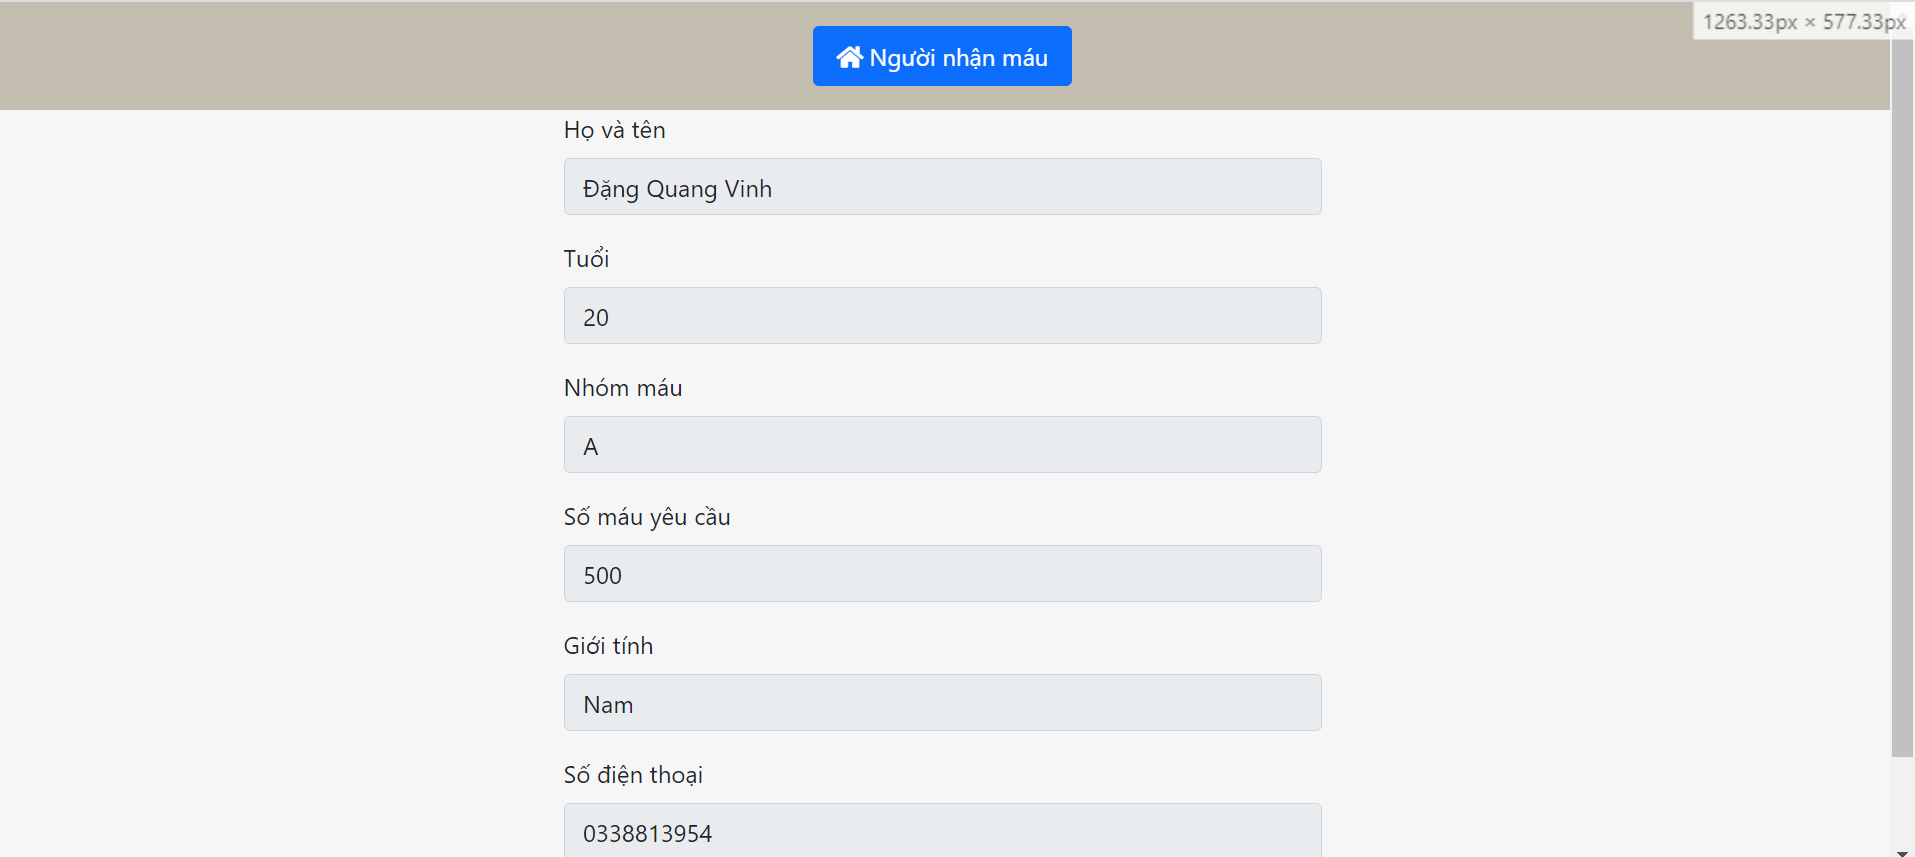 1263.33px × 577.33px
Người nhận máu
Họ và tên
Đặng Quang Vinh
Tuổi
20
Nhóm máu
A
Số máu yêu cầu
500
Giới tính
Nam
Số điện thoại
0338813954